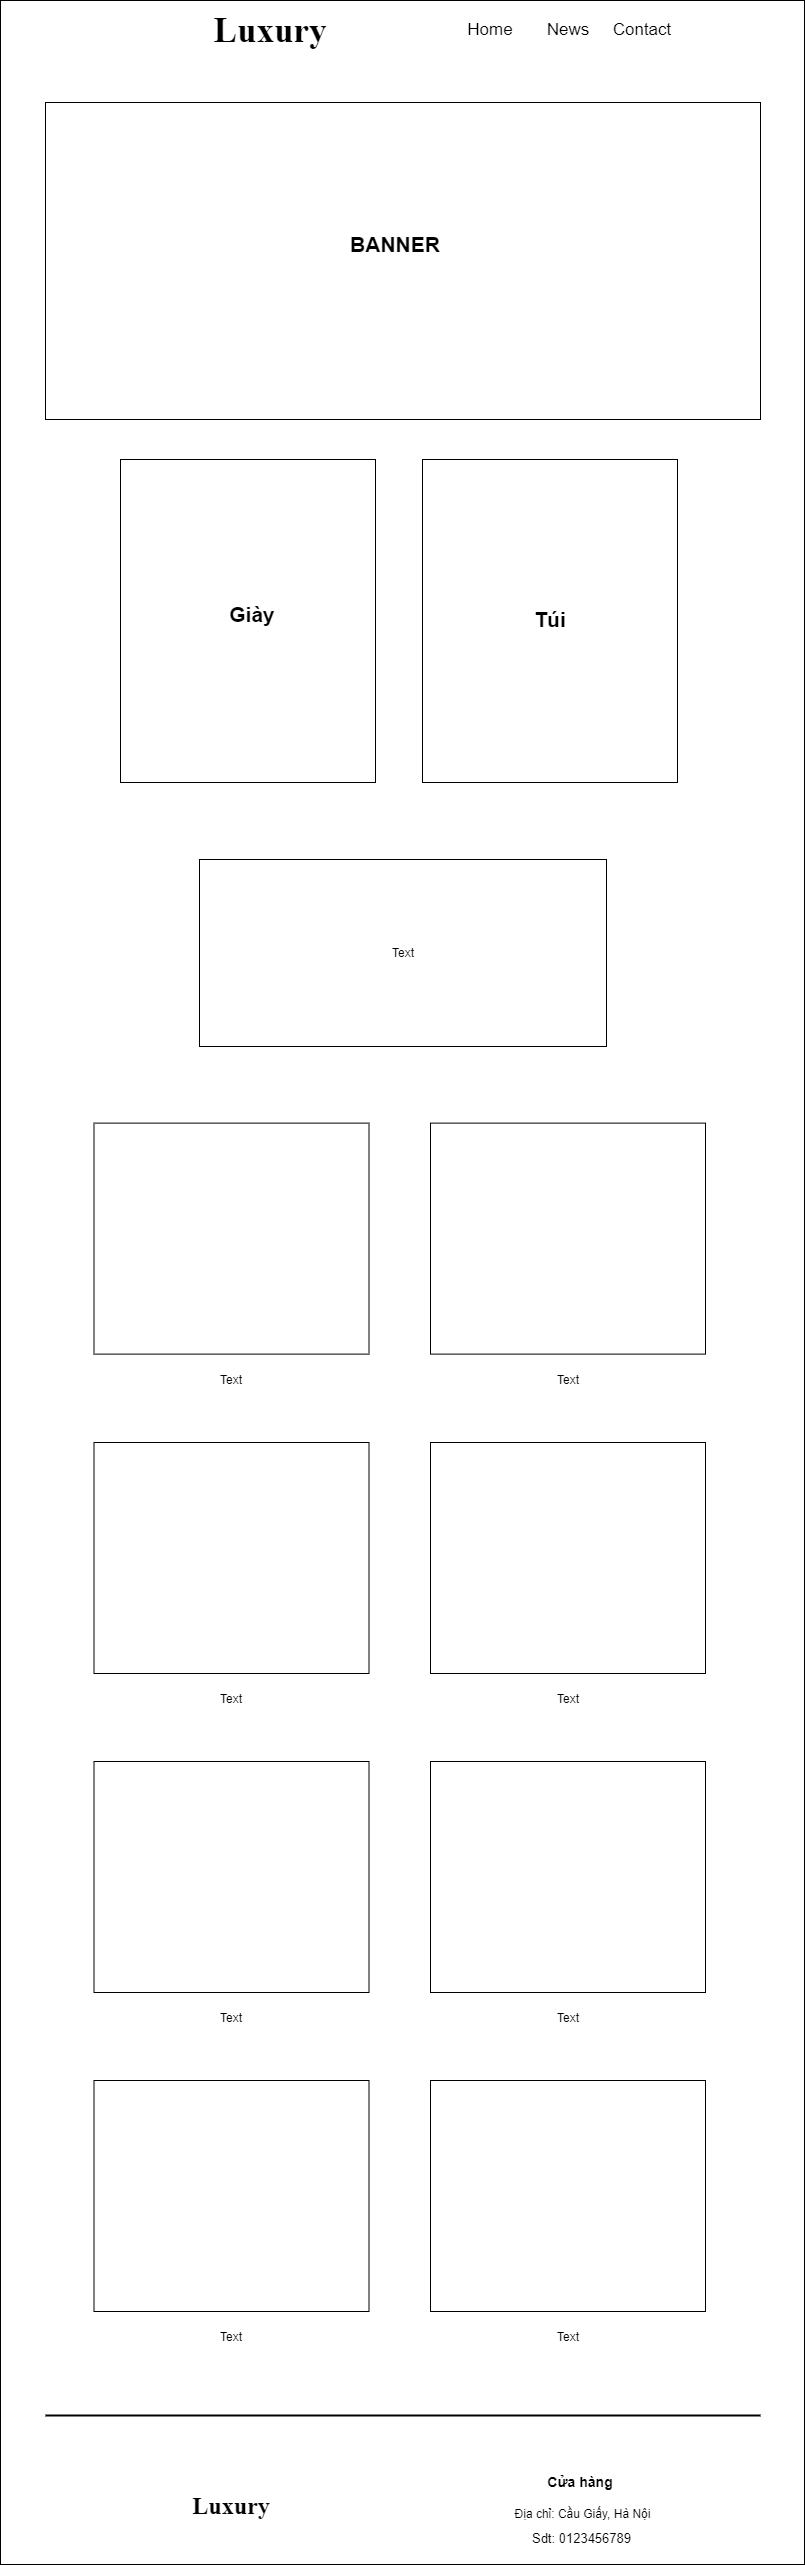 Luxury Home News Contact
BANNER
Giày Túi
Text
Text Text
Text Text
Text Text
Text Text
Cửa hàng
Luxury
Địa chỉ: Cầu Giấy, Hà Nội
Sdt: 0123456789